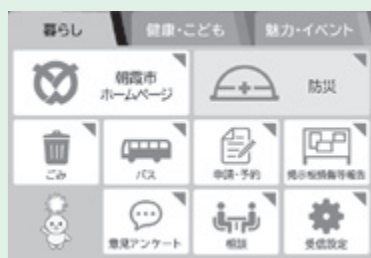 暮らし
健康・こども
魅力・イベント
朝霞市
ホームページ
防災
ごみ
バス
申請・予約
掲示板損傷等報告
意見アンケート
相談
受信設定